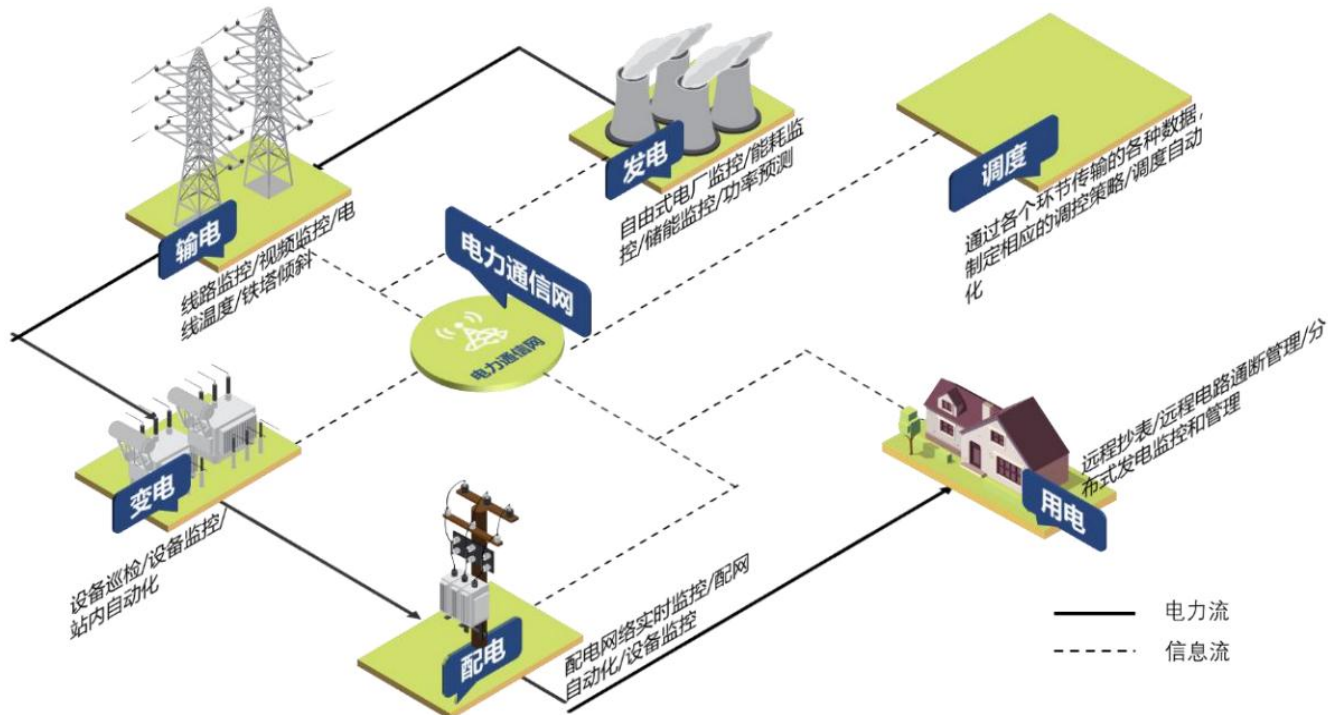 输电
线路监控/视频监控/电
线温度/铁塔倾斜
发电
自由式电厂监控/能耗监
控/储能监控/功率预测
调度
通过各个环节传输的各种数据,
制定相应的调控策略/调度自动
化
电力通信网
电力通信网
变电
设备巡检/设备监控/
站内自动化
配电
配电网络实时监控/配网
自动化/设备监控
用电
远程抄表/远程电路通断管理/分
布式发电监控和管理
电力流
信息流